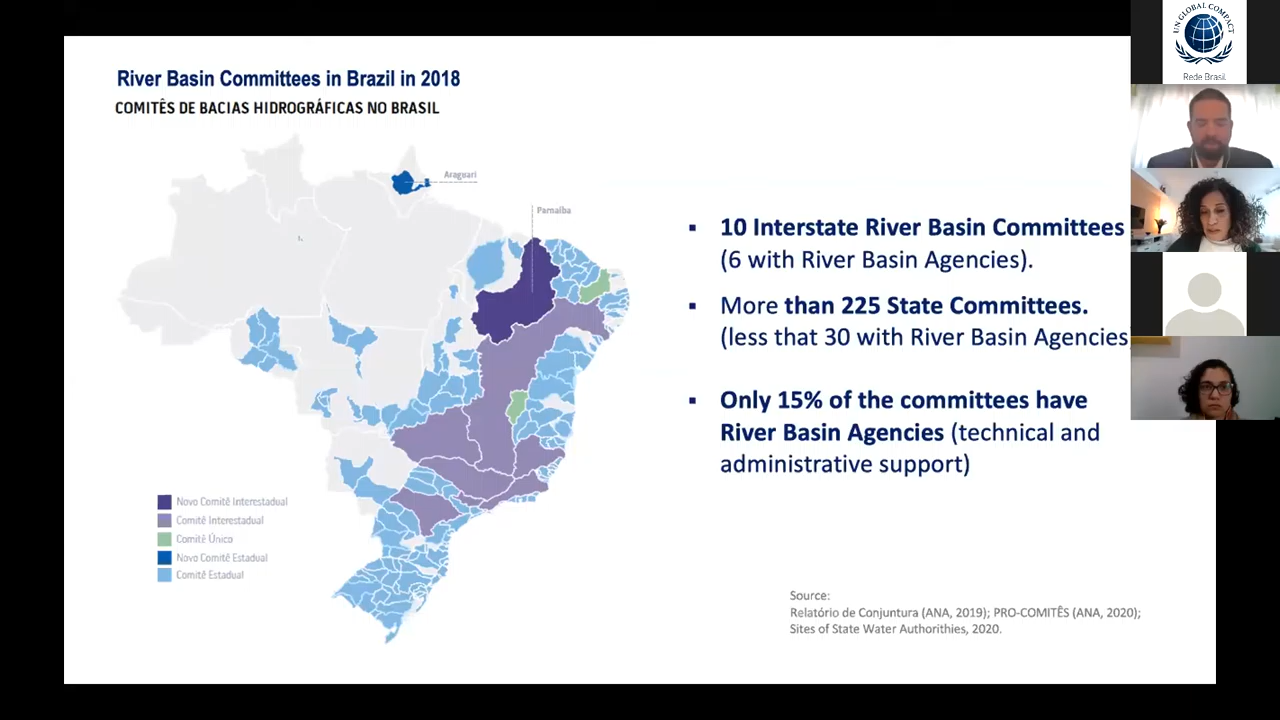 River Basin Committees in Brazil in 2018
COMITÊS DE BACIAS HIDROGRÁFICAS NO BRASIL
Araguari
Parnaíba
Novo Comitê Interestadual
Comitê Interestadual
Comitê Único
Novo Comitê Estadual
Comitê Estadual
▪ 10 Interstate River Basin Committees
(6 with River Basin Agencies).
▪ More than 225 State Committees.
(less that 30 with River Basin Agencies
▪ Only 15% of the committees have
River Basin Agencies (technical and
administrative support)
Source:
Relatório de Conjuntura (ANA, 2019); PRO-COMITÊS (ANA, 2020);
Sites of State Water Authorithies, 2020.
UN GLOBAL COMPACT
Rede Brasil